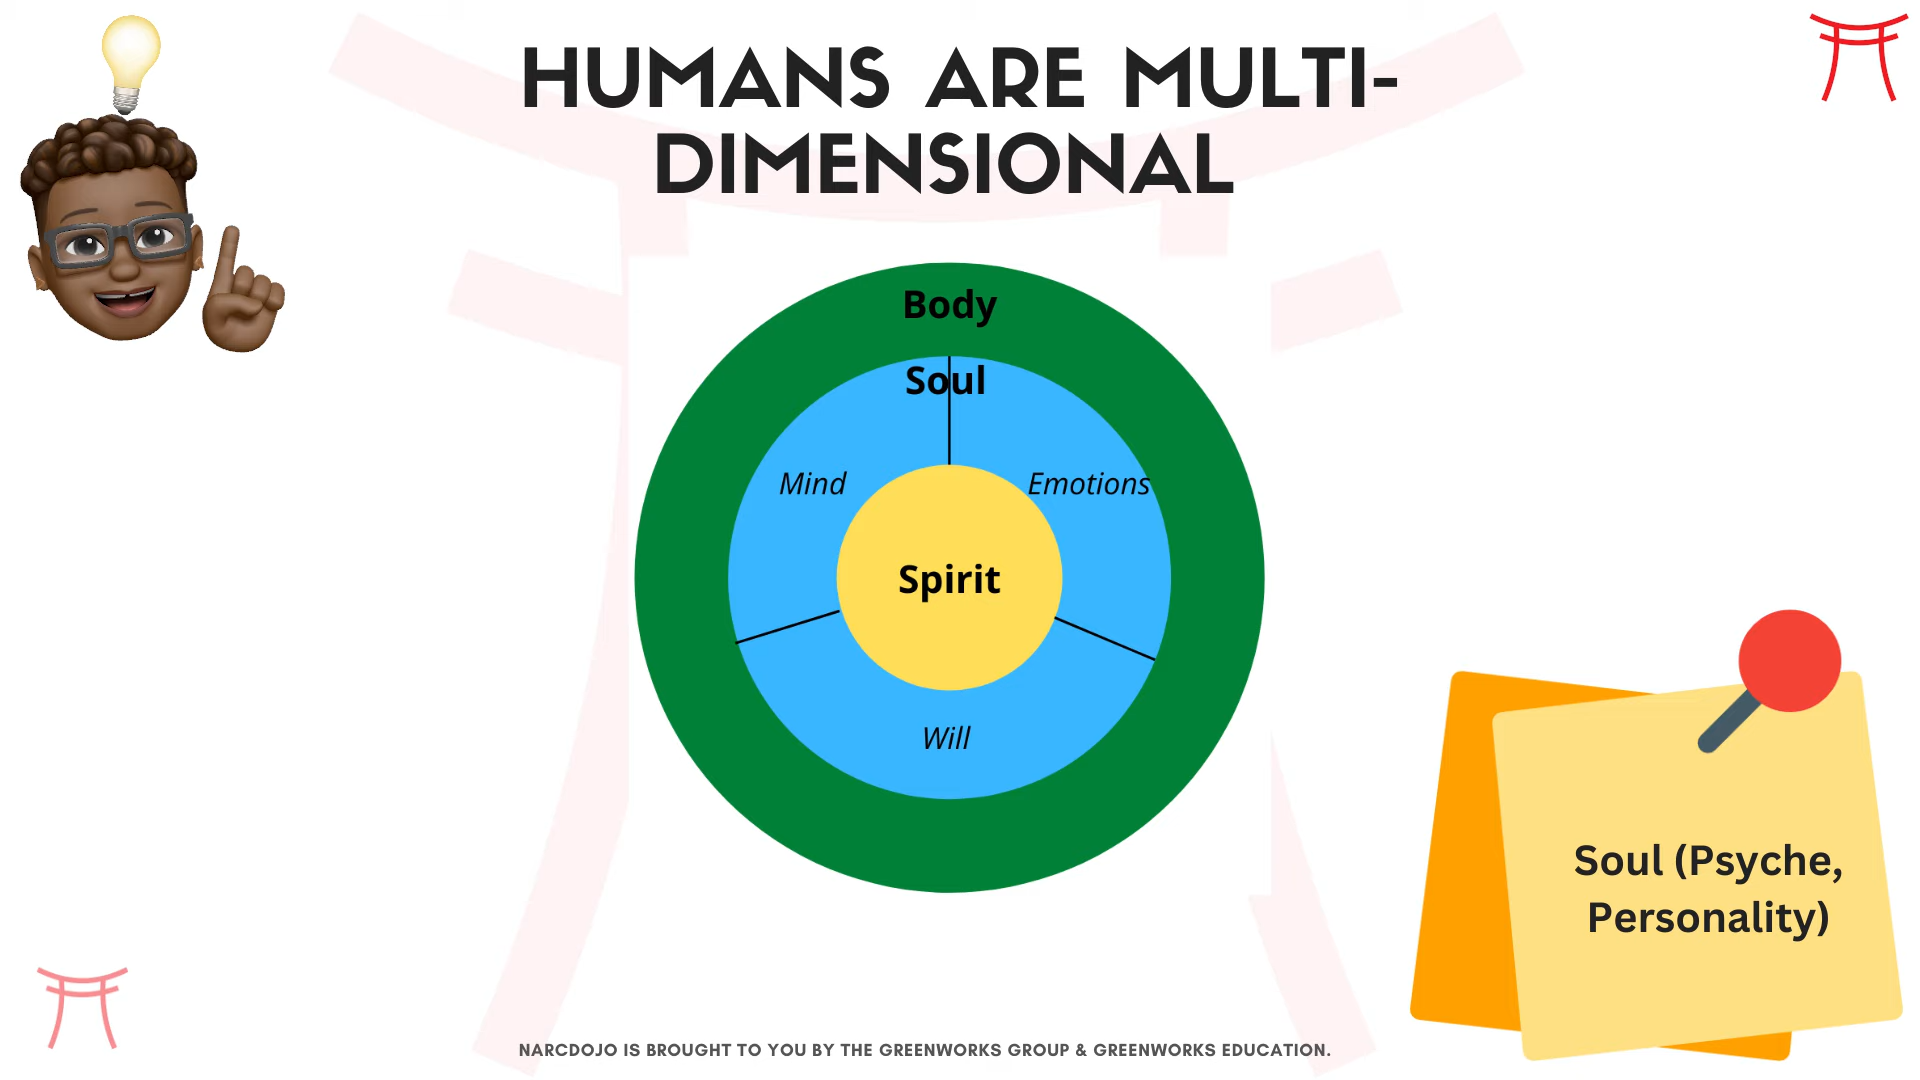 HUMANS ARE MULTI-
DIMENSIONAL
Body
Soul
Mind
Emotions
Spirit
Will
Soul (Psyche,
Personality)
NARCDOJO IS BROUGHT TO YOU BY THE GREENWORKS GROUP & GREENWORKS EDUCATION.